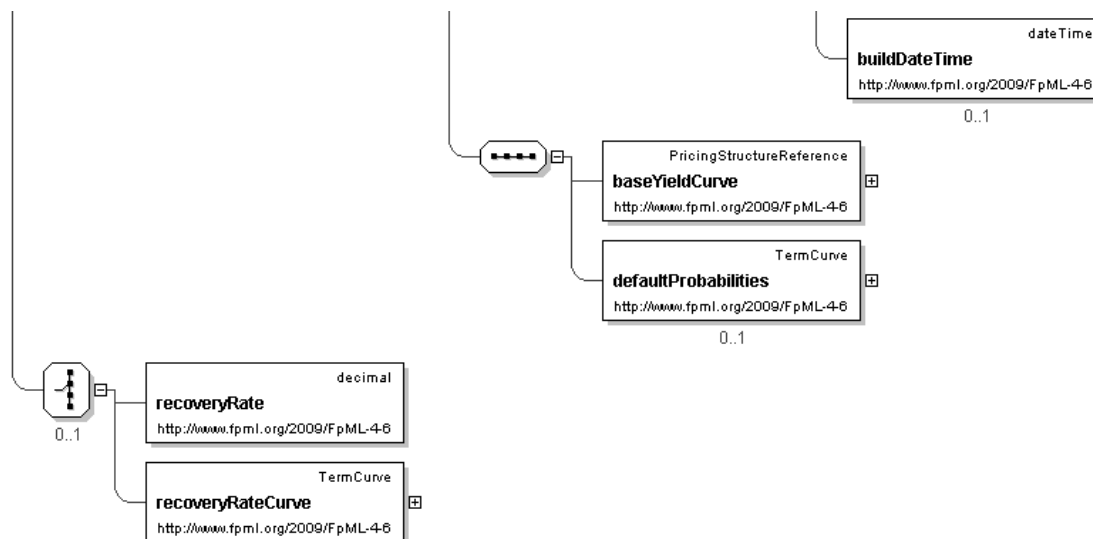 dateTime
buildDateTime
http://www.fpml.org/2009/FpML-4-6
0..1
PricingStructureReference
baseYieldCurve
http://www.fpml.org/2009/FpML-4-6
TermCurve
defaultProbabilities
http://www.fpml.org/2009/FpML-4-6
0..1
0..1
decimal
recoveryRate
http://www.fpml.org/2009/FpML-4-6
TermCurve
recoveryRateCurve
http://www.fpml.org/2009/FpML-4-6